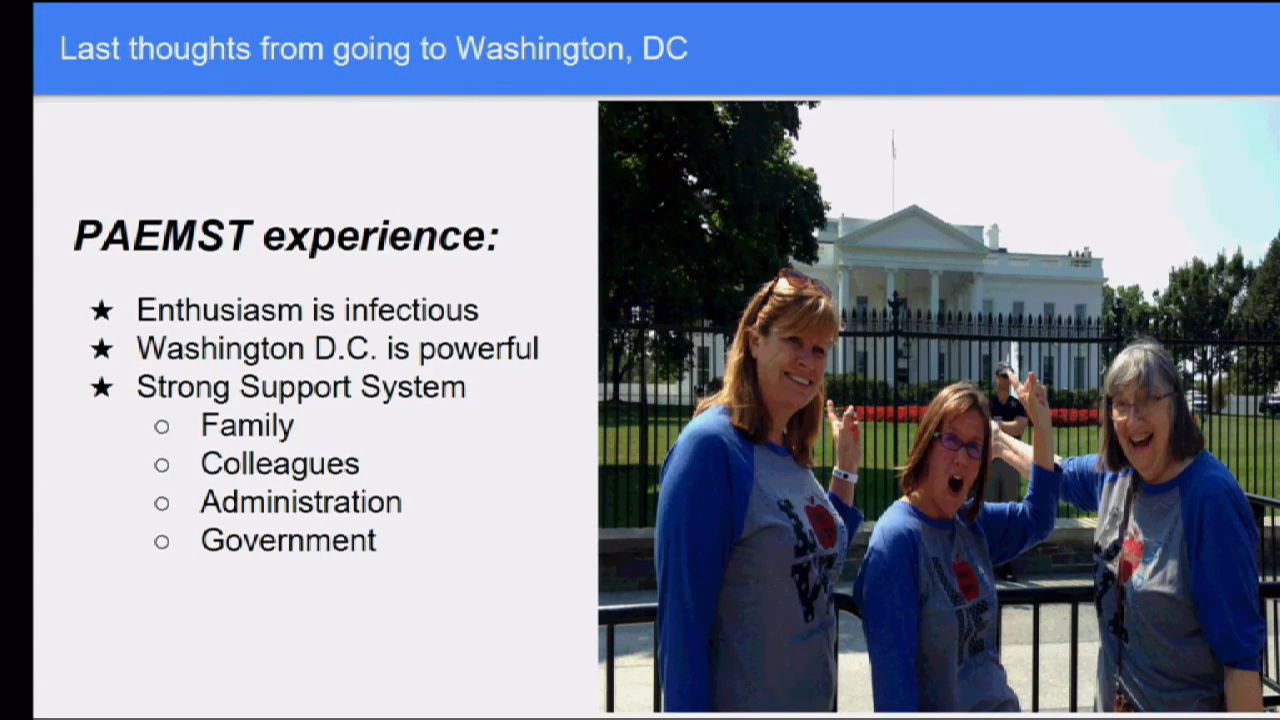 Last thoughts from going to Washington, DC
PAEMST experience:
★ Enthusiasm is infectious
★ Washington D.C. is powerful
★ Strong Support System
○ Family
○ Colleagues
○ Administration
○ Government